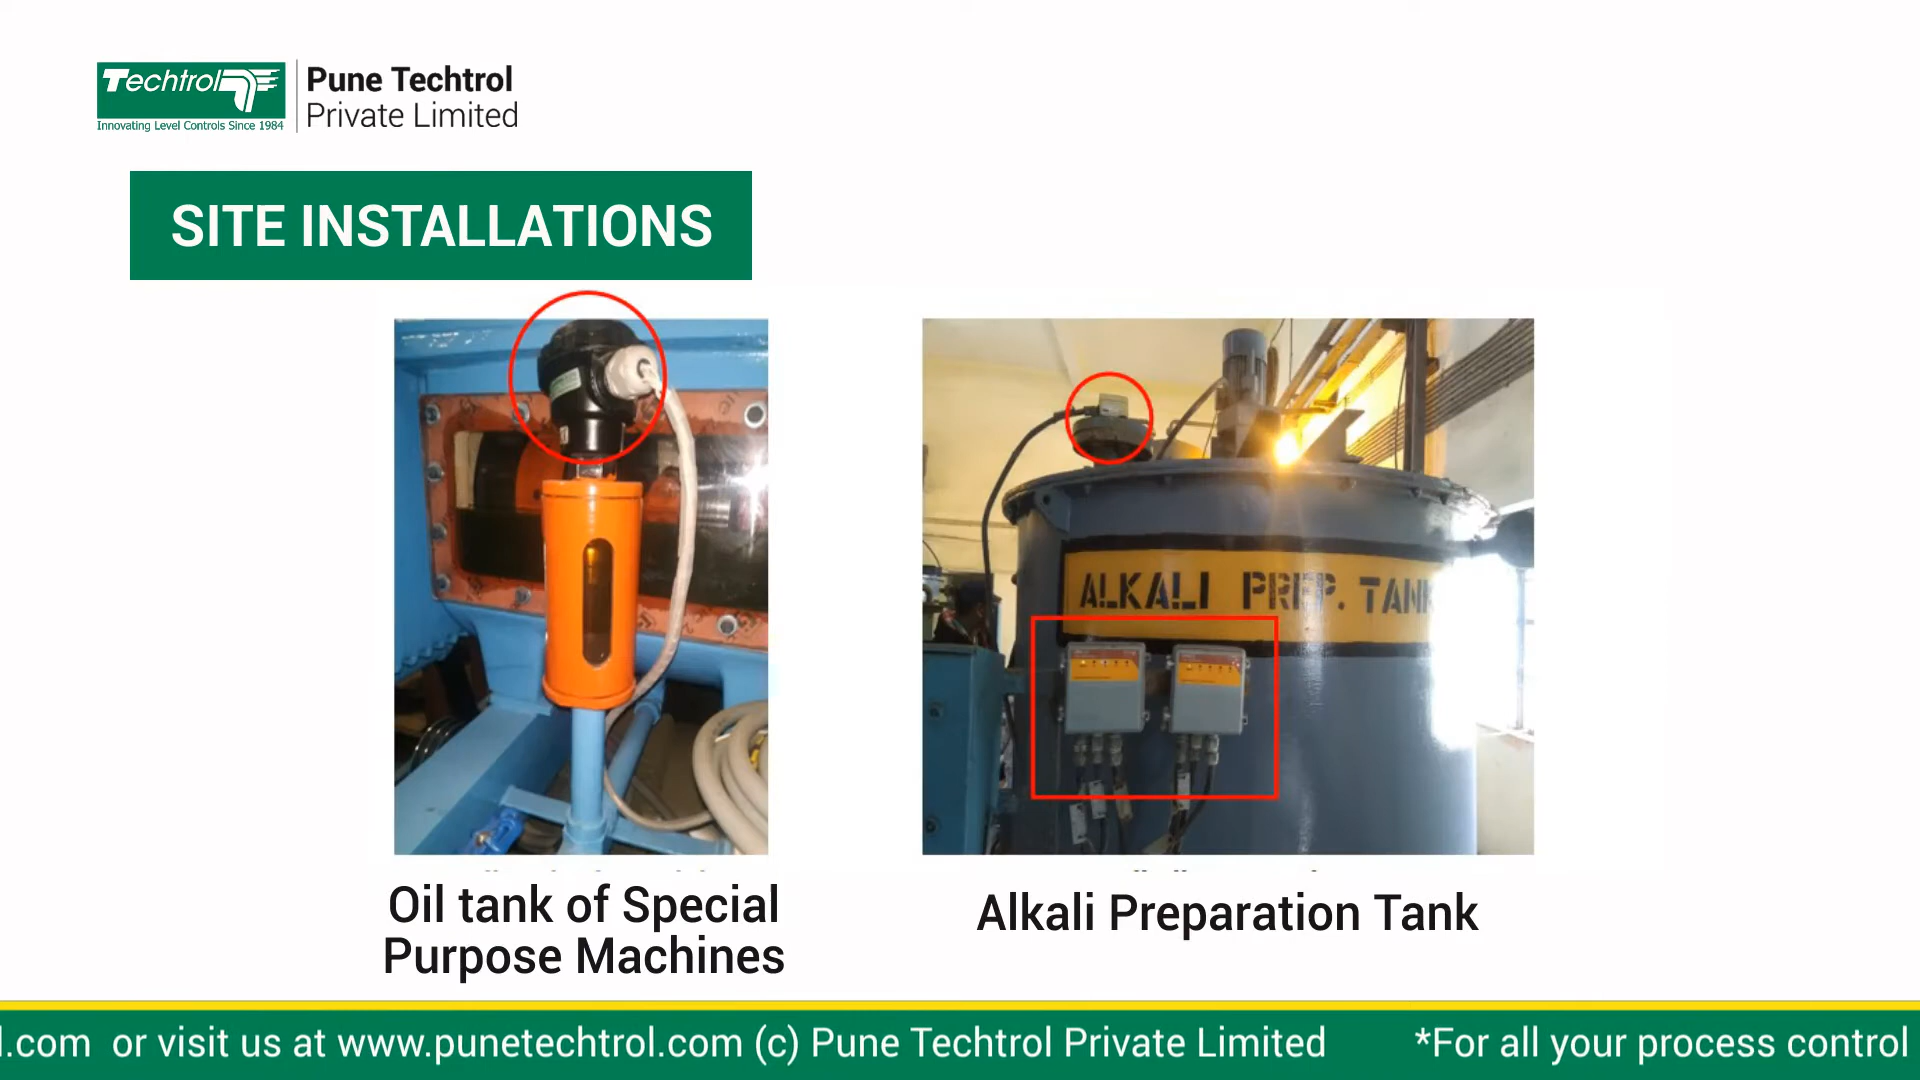 Techtrol
Innovating Level Controls Since 1984
Pune Techtrol
Private Limited
SITE INSTALLATIONS
ALKALI PREP. TANK
Oil tank of Special
Purpose Machines
Alkali Preparation Tank
l.com or visit us at www.punetechtrol.com (c) Pune Techtrol Private Limited *For all your process control